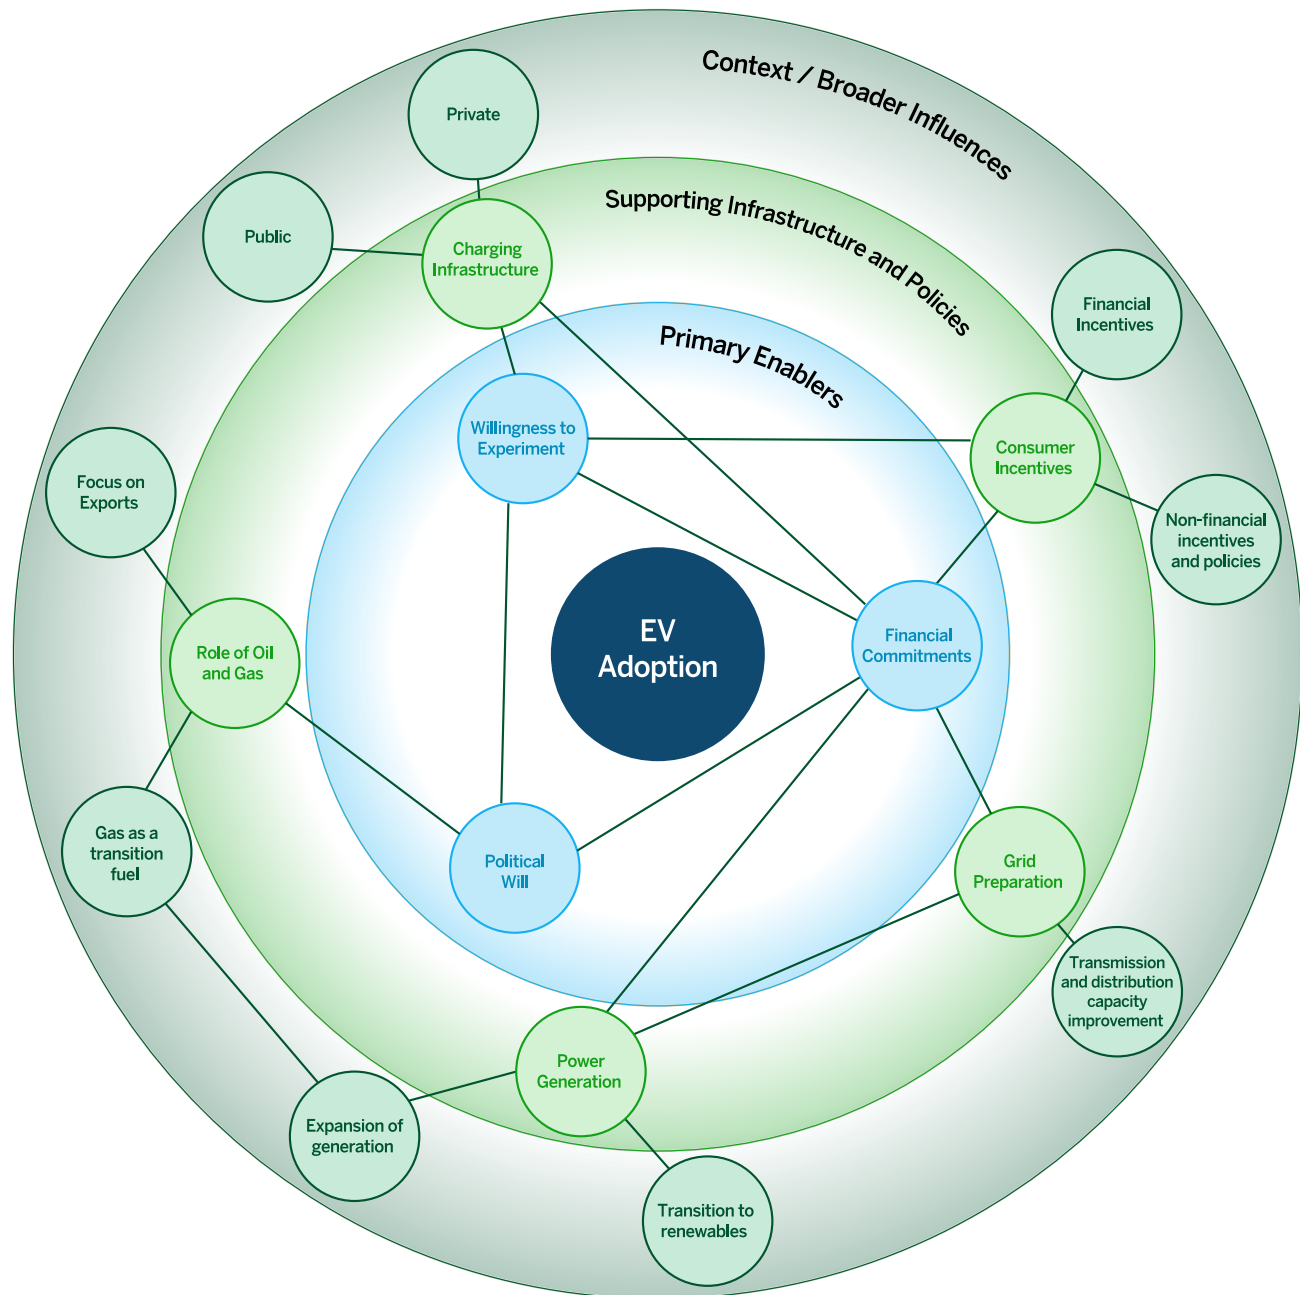 Context / Broader Influences
Private
Supporting Infrastructure and Policies
Public
Charging
Infrastructure
Financial
Incentives
Primary Enablers
Willingness to
Experiment
Consumer
Incentives
Focus on
Exports
Non-financial
incentives
and policies
EV
Adoption
Financial
Commitments
Role of Oil
and Gas
Gas as a
transition
fuel
Political
Will
Grid
Preparation
Transmission
and distribution
capacity
improvement
Power
Generation
Expansion of
generation
Transition to
renewables